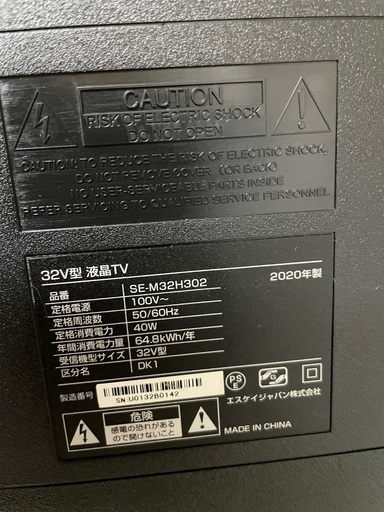 CAUTION
RISK OF ELECTRIC SHOCK
DO NOT OPEN
CAUTION: TO REDUCE THE RISK OF ELECTRIC SHOCK,
DO NOT REMOVE COVER (OR BACK)
NO USER-SERVICEABLE PARTS INSIDE
REFER SERVICING TO QUALIFIED SERVICE PERSONNEL
32V型 液晶TV 2020年製
品番 SE-M32H302
定格電源 100V~
定格周波数 50/60Hz
定格消費電力 40W
年間消費電力量 64.8kWh/年
受信機型サイズ 32V型
区分名 DK1
製造番号 SN:U0132B0142
PSE エスケイジャパン株式会社
危険
感電の恐れがある
ので開けないこと
MADE IN CHINA